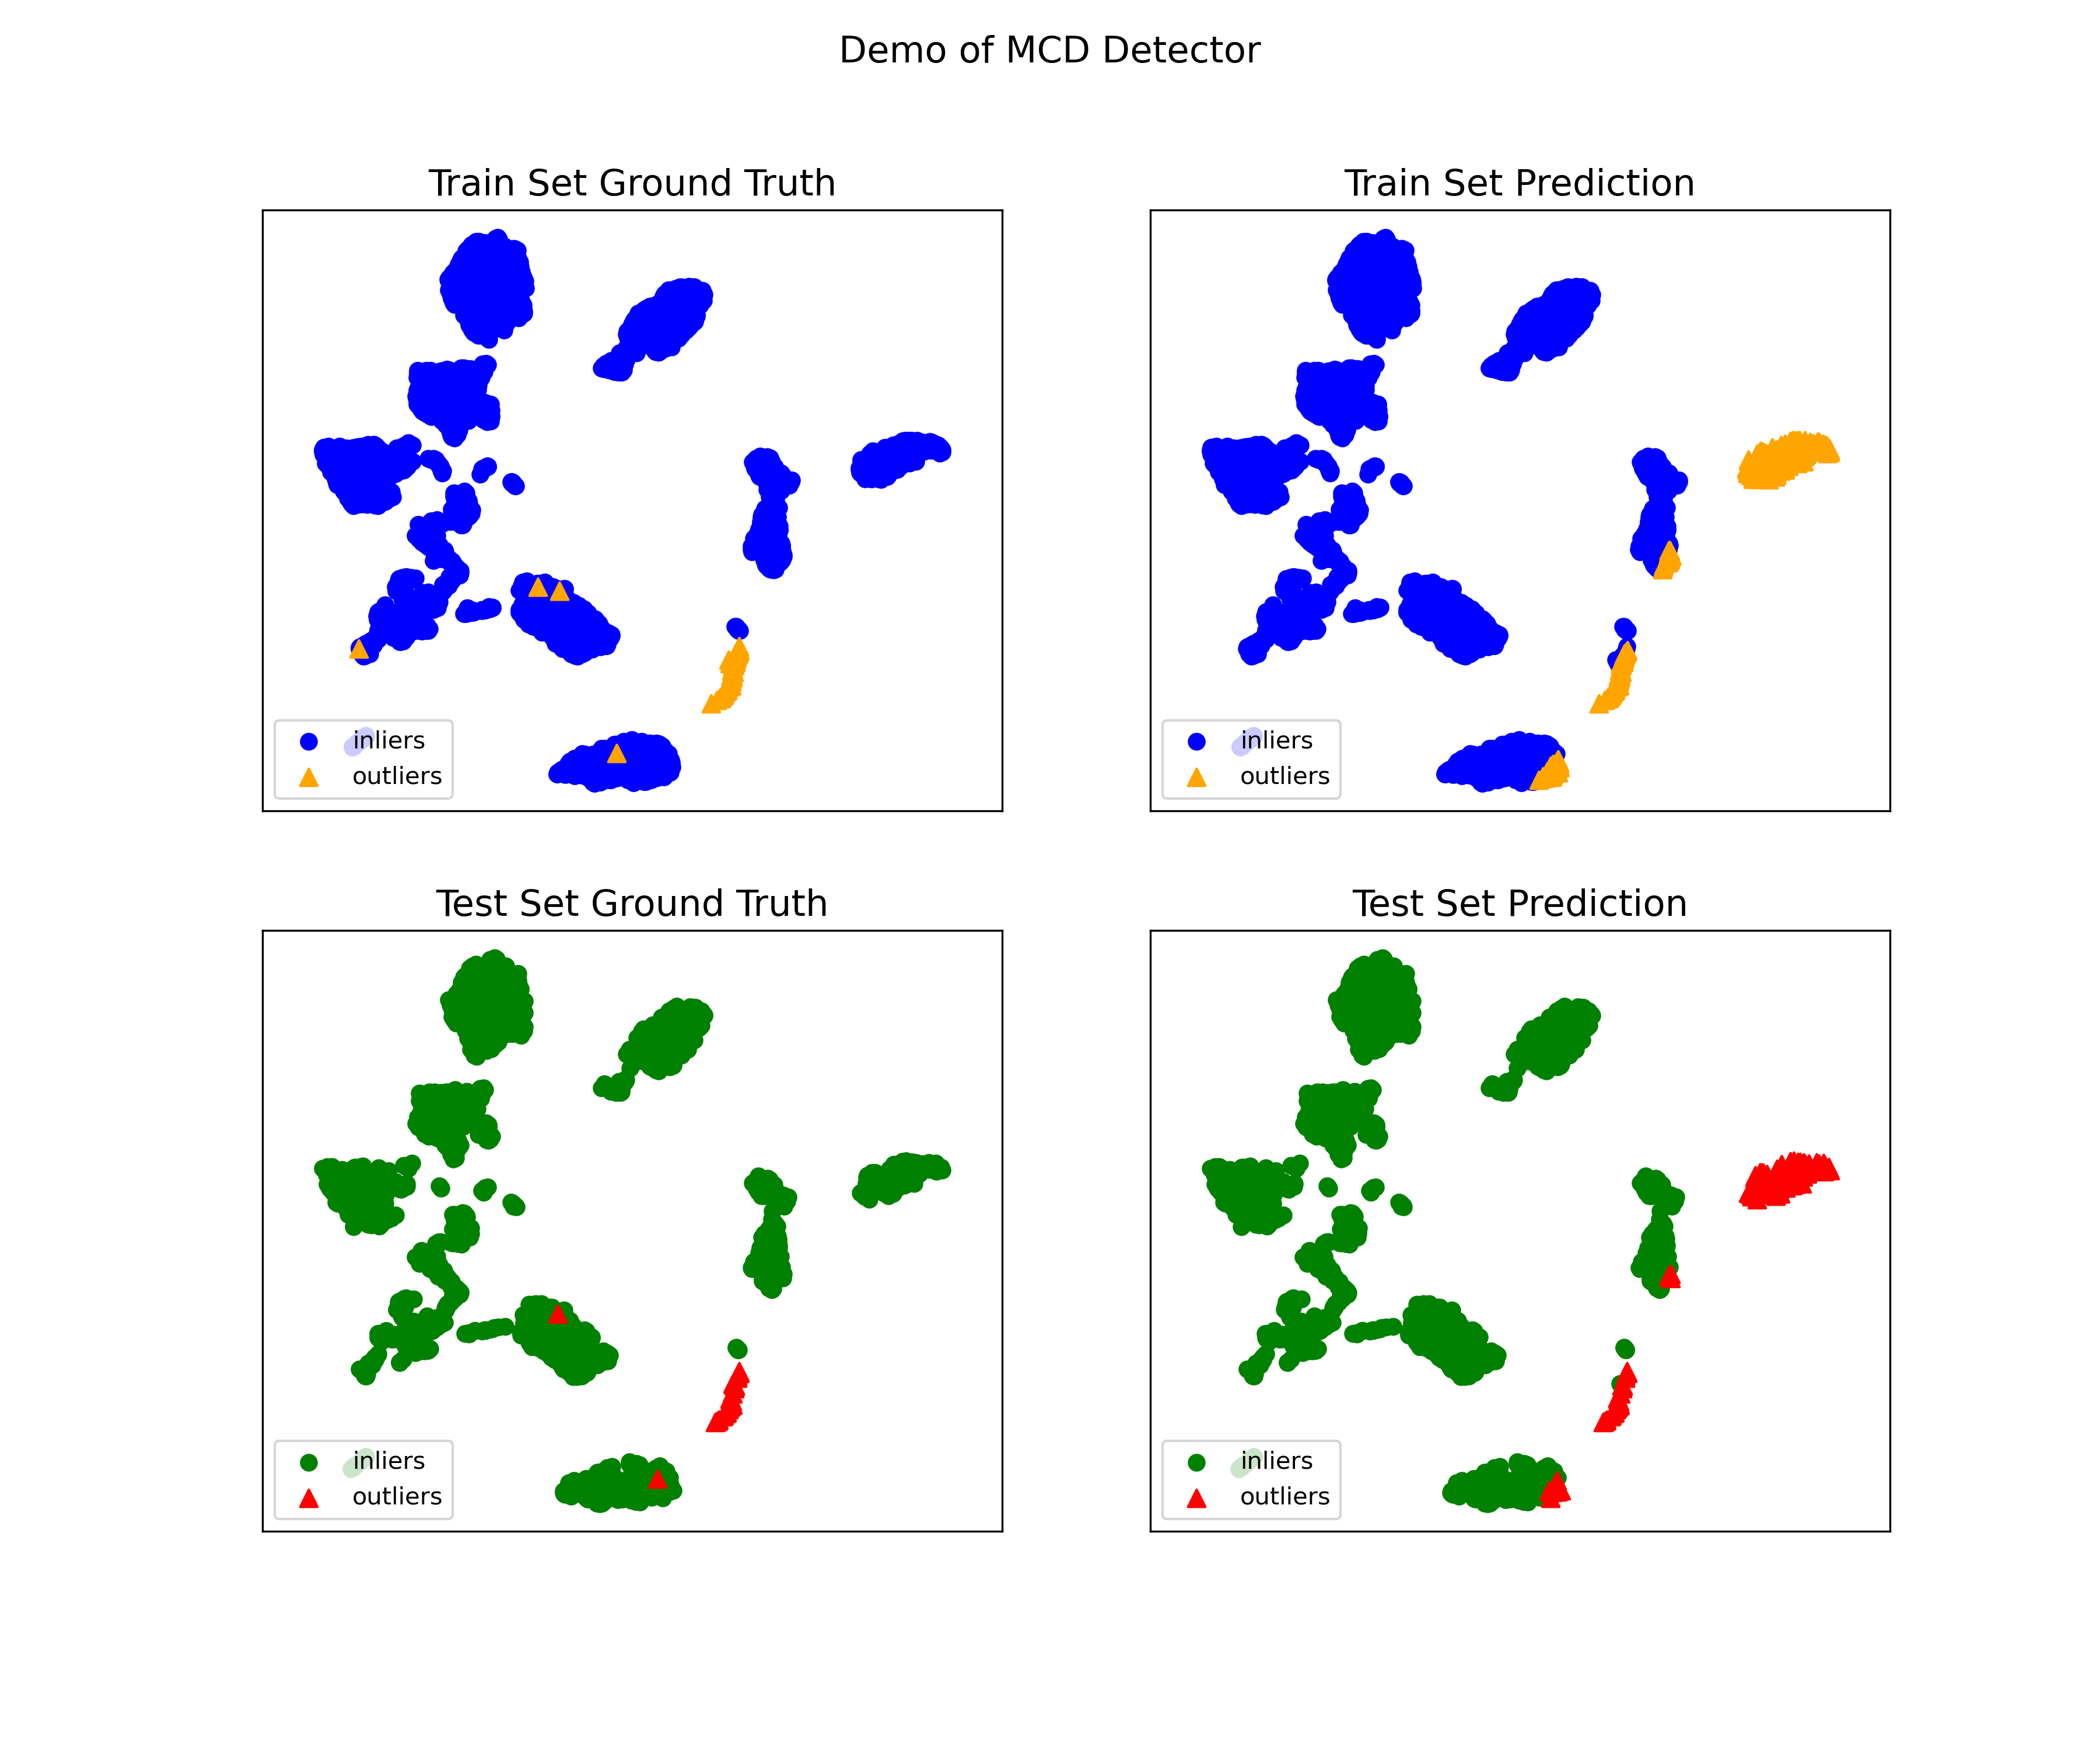 Demo of MCD Detector
Train Set Ground Truth
Train Set Prediction
inliers
outliers
inliers
outliers
Test Set Ground Truth
Test Set Prediction
inliers
outliers
inliers
outliers